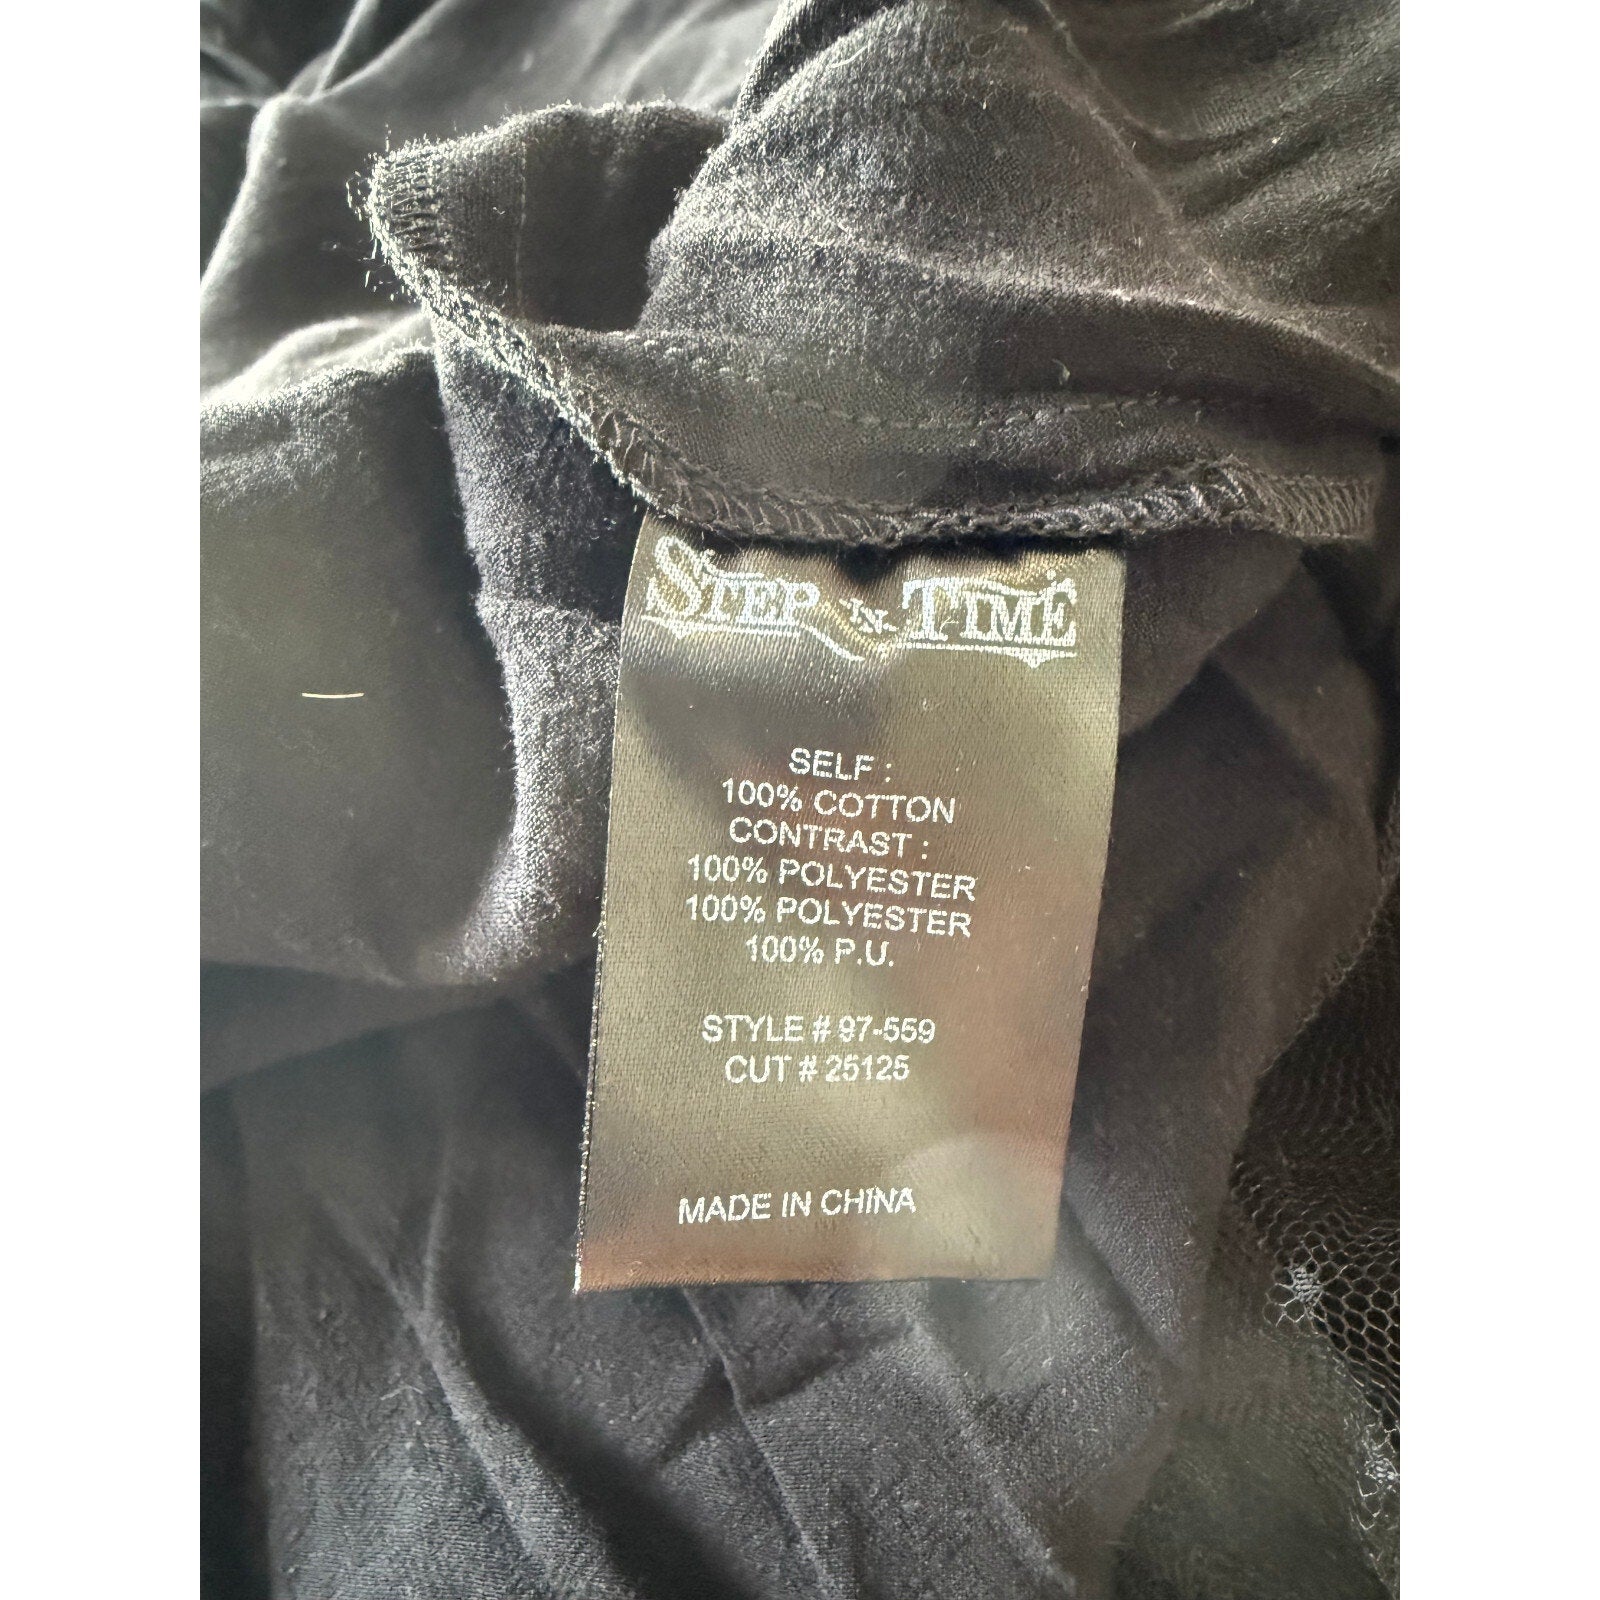 STEP -N- TIME
SELF :
100% COTTON
CONTRAST :
100% POLYESTER
100% POLYESTER
100% P.U.
STYLE # 97-559
CUT # 25125
MADE IN CHINA